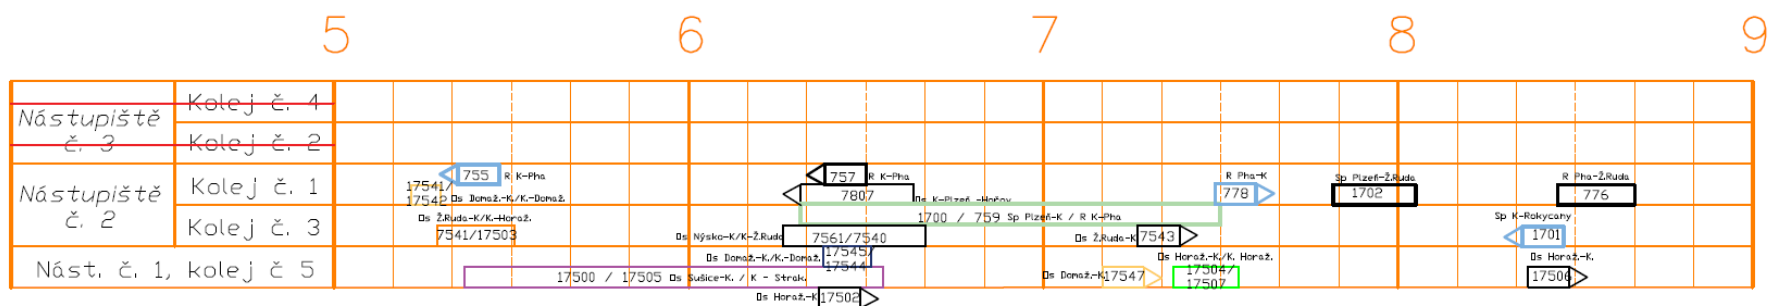 5 6 7 8 9
Nástupiště
č. 3
Kolej č. 4
Kolej č. 2
Nástupiště
č. 2
Kolej č. 1
Kolej č. 3
Nást. č. 1, kolej č 5
755 R K-Pha
17541/
17542 Os Domaž.-K/K-Domaž.
757 R K-Pha
7807 Os K-Plzeň
R Pha-K
778
Sp Plzeň-Ž.Ruda
1702
R Pha-Ž.Ruda
776
Os Ž.Ruda-K/K.-Horaž.
7541/17503
1700 / 759 Sp Plzeň-K / R K-Pha
Os Nýsko-K/K-Ž.Ruda 7561/7540
Os Ž.Ruda-K 7543
Sp K-Rokycany
1701
Os Domaž.-K/K.-Domaž. 17545/
17544
17500 / 17505 Os Sušice-K. / K - Strak.
Os Horaž.-K 17502
Os Domaž.-K 17547
Os Horaž.-K/K. Horaž.
17504/
17507
Os Horaž.-K.
17506